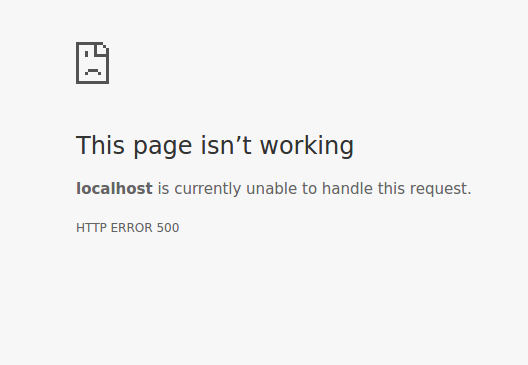 This page isn’t working
localhost is currently unable to handle this request.
HTTP ERROR 500